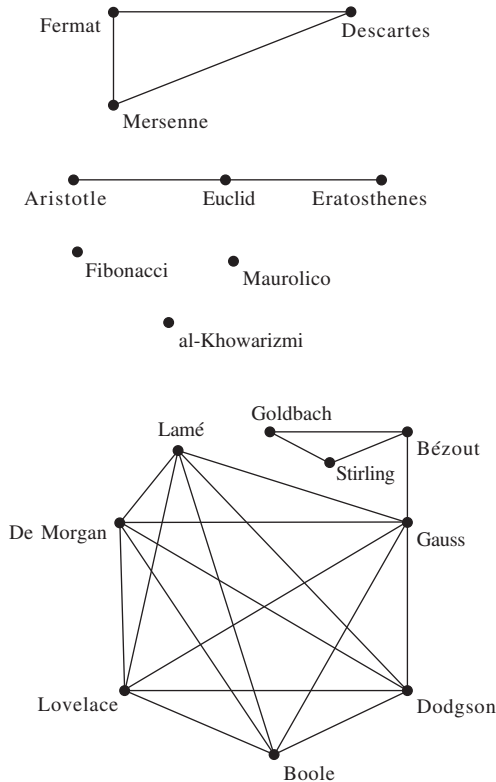 Fermat
Descartes
Mersenne
Aristotle
Euclid
Eratosthenes
Fibonacci
Maurolico
al-Khowarizmi
Goldbach
Lamé
Bézout
Stirling
De Morgan
Gauss
Lovelace
Dodgson
Boole